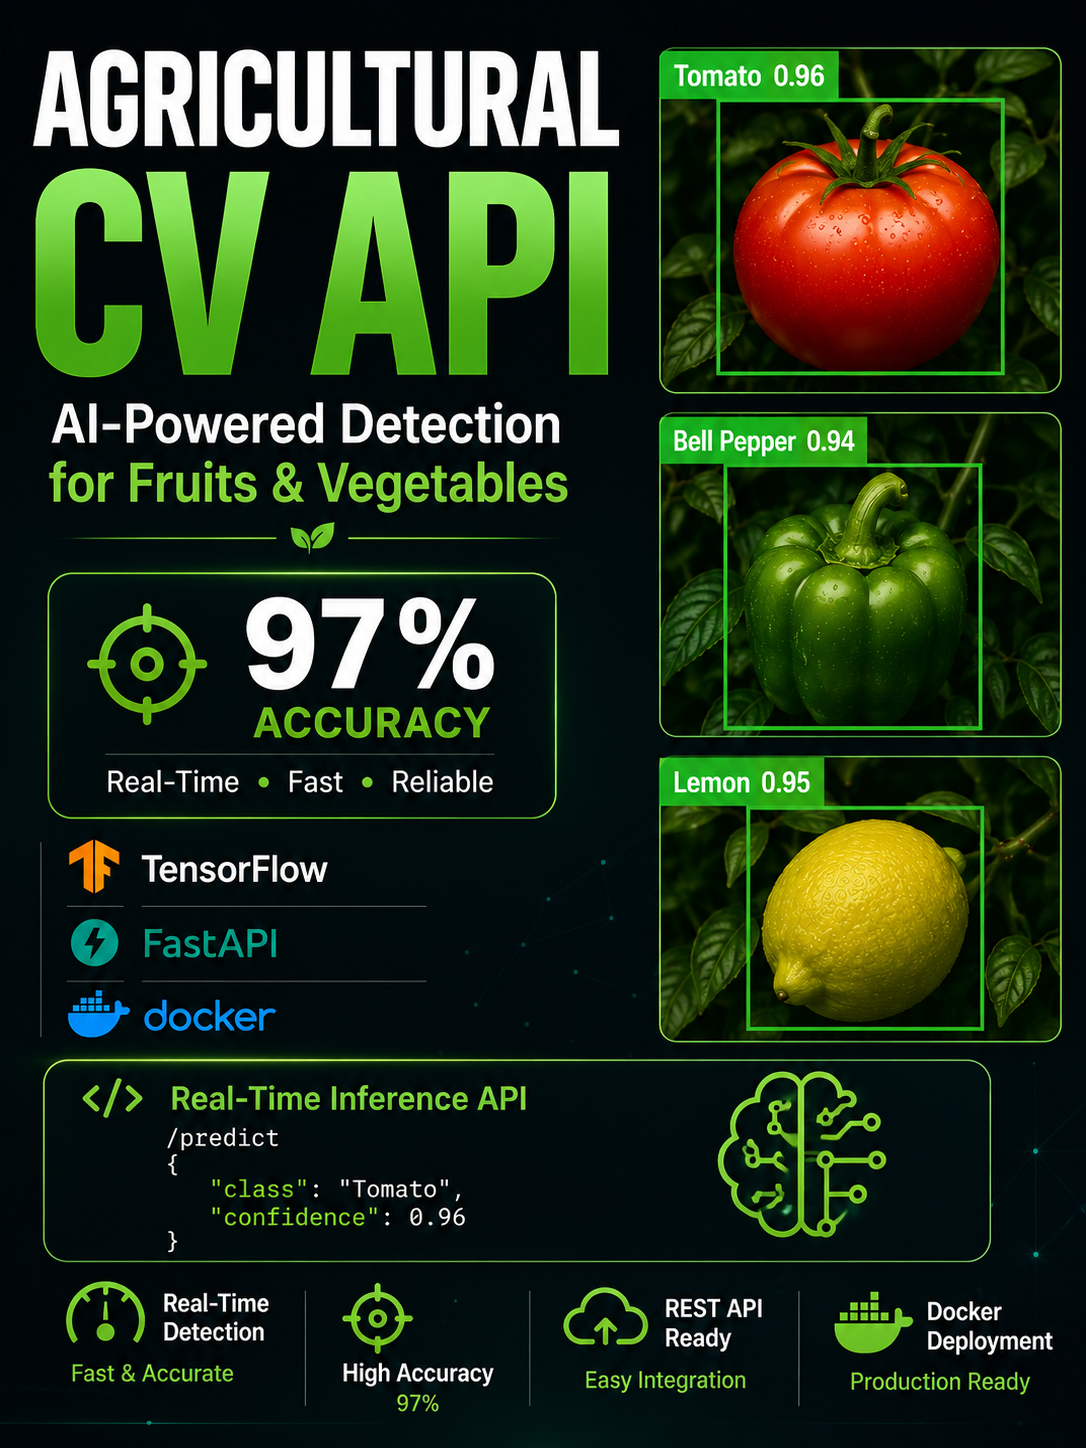 AGRICULTURAL
CV API
AI-Powered Detection
for Fruits & Vegetables
97%
ACCURACY
Real-Time • Fast • Reliable
TensorFlow
FastAPI
docker
Tomato 0.96
Bell Pepper 0.94
Lemon 0.95
</> Real-Time Inference API
/predict
{
"class": "Tomato",
"confidence": 0.96
}
Real-Time
Detection
Fast & Accurate
High Accuracy
97%
REST API
Ready
Easy Integration
Docker
Deployment
Production Ready